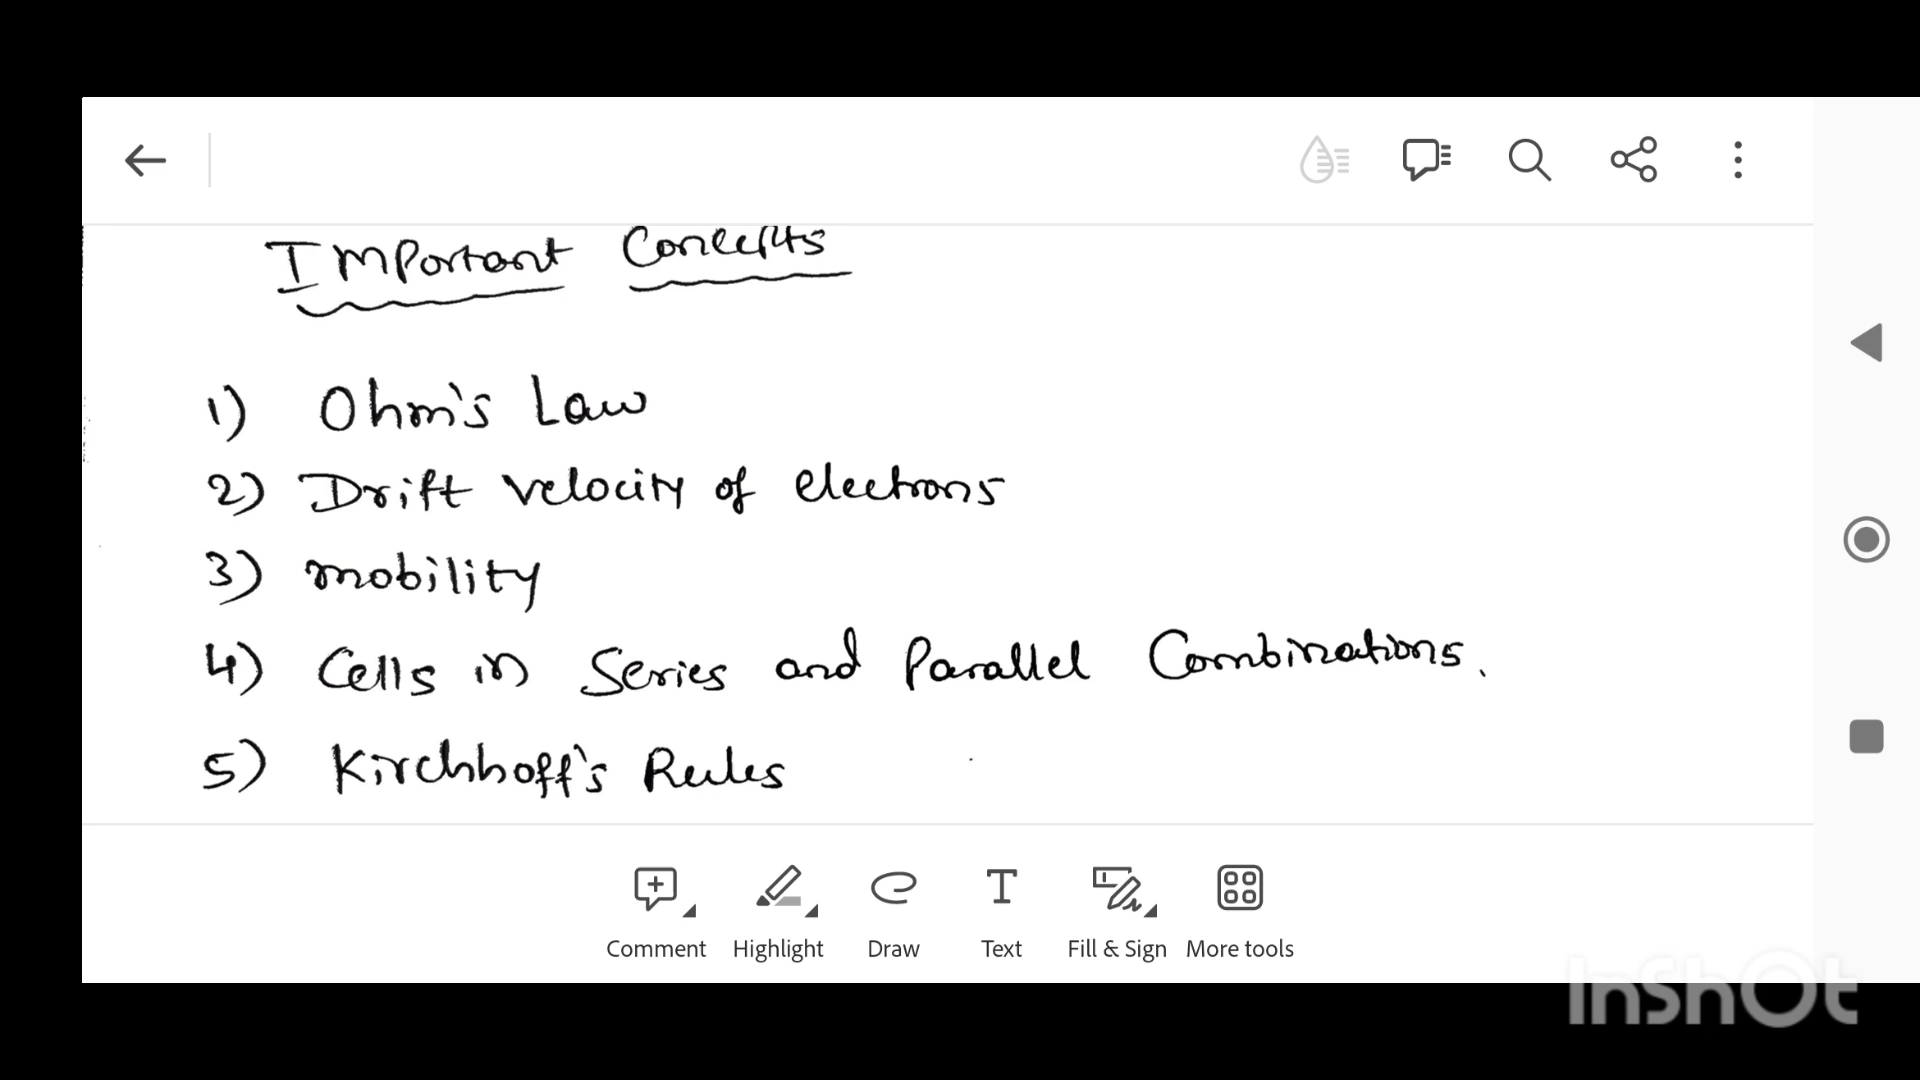 Important Concepts
1) Ohm's Law
2) Drift velocity of electrons
3) mobility
4) Cells in Series and Parallel Combinations.
5) Kirchhoff's Rules
Comment Highlight Draw Text Fill & Sign More tools
InShOt